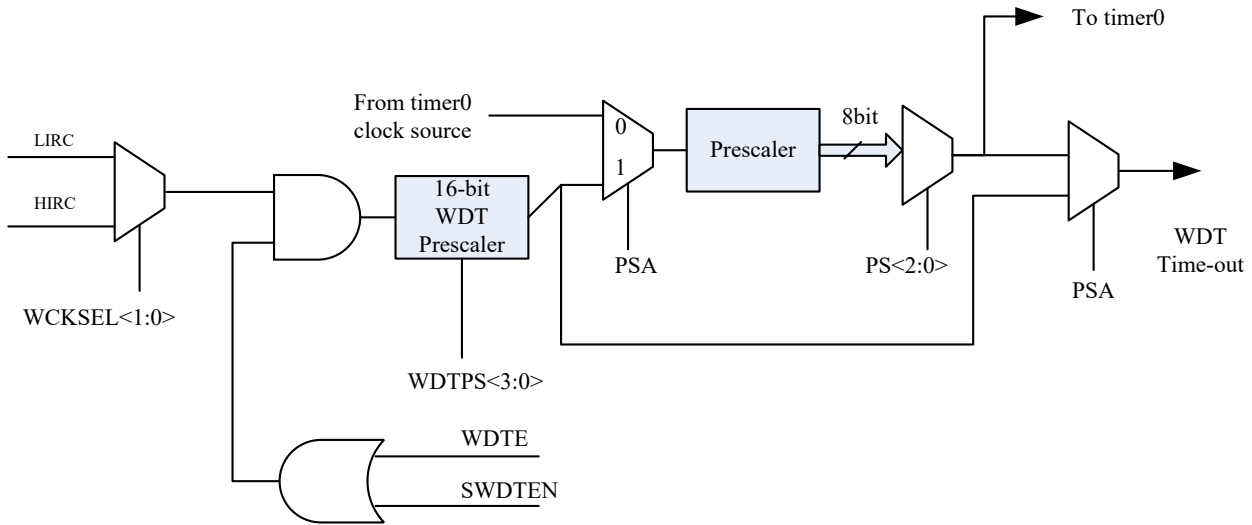 To timer0
From timer0
clock source
0
1
8bit
Prescaler
LIRC
HIRC
16-bit
WDT
Prescaler
WCKSEL<1:0>
PSA
PS<2:0>
WDT
Time-out
PSA
WDTPS<3:0>
WDTE
SWDTEN